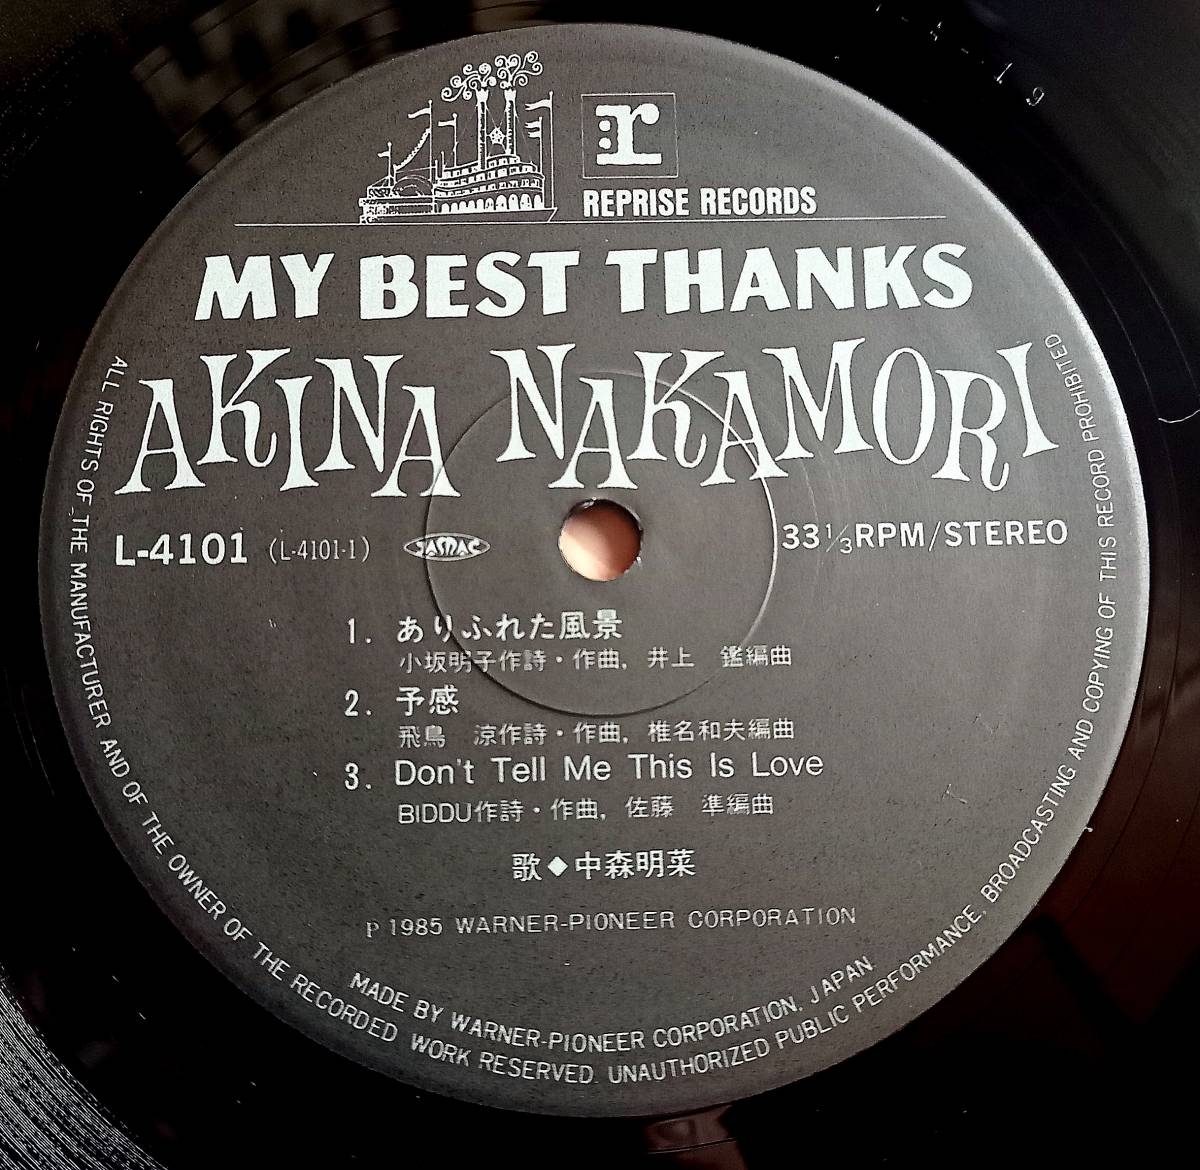 4-19
r
REPRISE RECORDS
MY BEST THANKS
AKINA NAKAMORI
L-4101 (L-4101-1) JASRAC 33⅓RPM/STEREO
1. ありふれた風景
小坂明子作詩・作曲, 井上　鑑編曲
2. 予感
飛鳥　涼作詩・作曲, 椎名和夫編曲
3. Don't Tell Me This Is Love
BIDDU作詩・作曲, 佐藤　準編曲
歌◆中森明菜
℗ 1985 WARNER-PIONEER CORPORATION
MADE BY WARNER-PIONEER CORPORATION, JAPAN
ALL RIGHTS OF THE MANUFACTURER AND OF THE OWNER OF THE RECORDED WORK RESERVED. UNAUTHORIZED PUBLIC PERFORMANCE, BROADCASTING AND COPYING OF THIS RECORD PROHIBITED